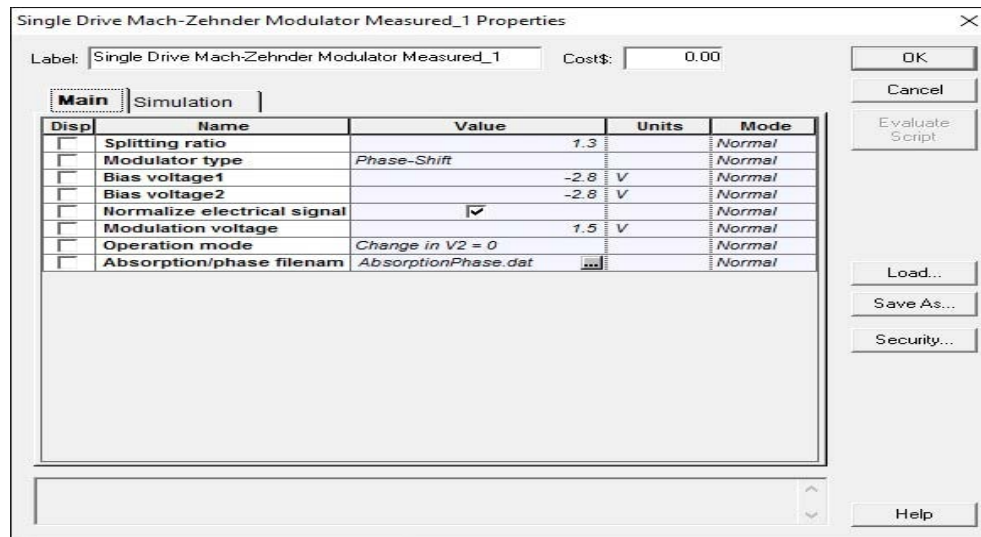 Single Drive Mach-Zehnder Modulator Measured_1 Properties
Label: Single Drive Mach-Zehnder Modulator Measured_1 Cost$: 0.00 OK
Cancel
Evaluate Script
Main Simulation
Disp Name Value Units Mode
Splitting ratio 1.3 Normal
Modulator type Phase-Shift Normal
Bias voltage1 -2.8 V Normal
Bias voltage2 -2.8 V Normal
Normalize electrical signal Normal
Modulation voltage 1.5 V Normal
Operation mode Change in V2 = 0 Normal
Absorption/phase filenam AbsorptionPhase.dat ... Normal
Load...
Save As...
Security...
Help